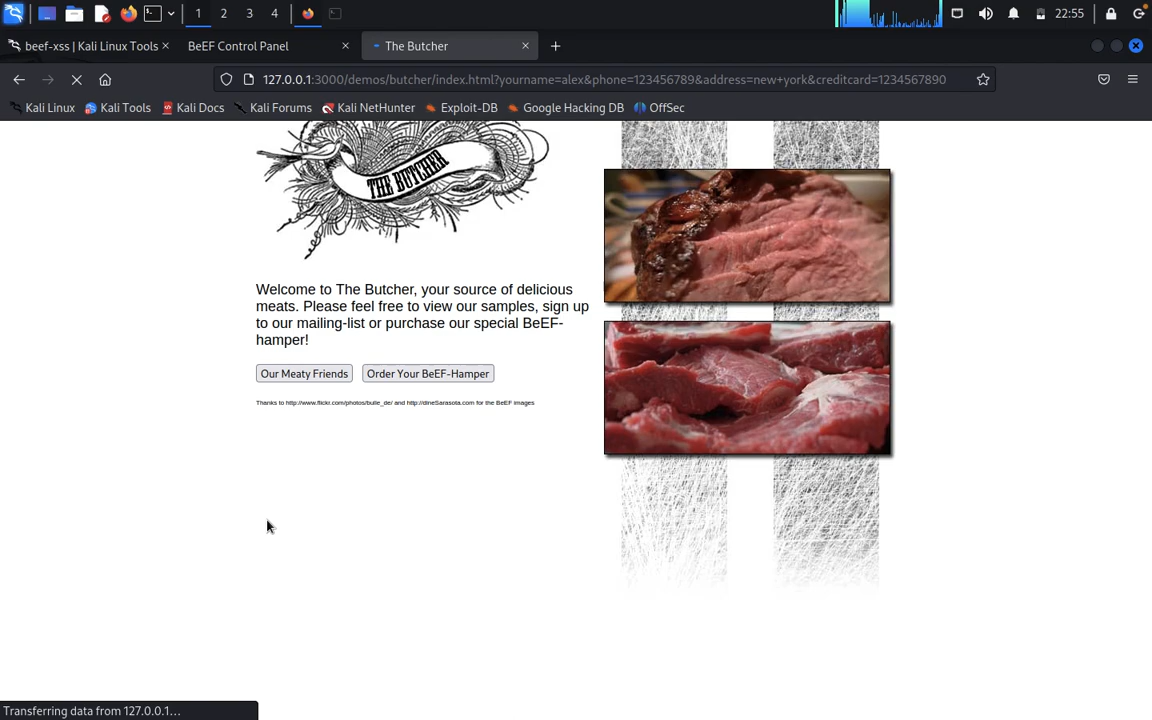 1 2 3 4 22:55
beef-xss | Kali Linux Tools BeEF Control Panel The Butcher
127.0.0.1:3000/demos/butcher/index.html?yourname=alex&phone=123456789&address=new+york&creditcard=1234567890
Kali Linux Kali Tools Kali Docs Kali Forums Kali NetHunter Exploit-DB Google Hacking DB OffSec
THE BUTCHER
Welcome to The Butcher, your source of delicious
meats. Please feel free to view our samples, sign up
to our mailing-list or purchase our special BeEF-
hamper!
Our Meaty Friends Order Your BeEF-Hamper
Thanks to http://www.flickr.com/photos/bulle_de/ and http://dineSarasota.com for the BeEF images
Transferring data from 127.0.0.1…